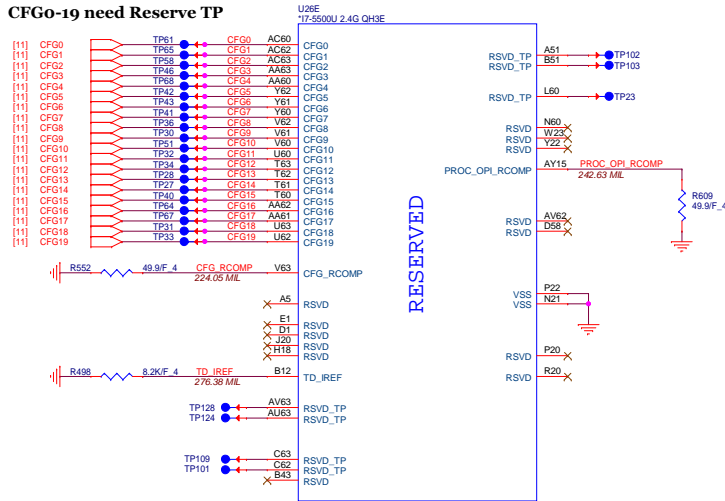 CFG0-19 need Reserve TP
U26E
*I7-5500U 2.4G QH3E
[11] CFG0 TP61 CFG0 AC60 CFG0
[11] CFG1 TP65 CFG1 AC62 CFG1
[11] CFG2 TP58 CFG2 AC63 CFG2
[11] CFG3 TP46 CFG3 AA63 CFG3
[11] CFG4 TP68 CFG4 AA60 CFG4
[11] CFG5 TP42 CFG5 Y62 CFG5
[11] CFG6 TP43 CFG6 Y61 CFG6
[11] CFG7 TP41 CFG7 Y60 CFG7
[11] CFG8 TP36 CFG8 V62 CFG8
[11] CFG9 TP30 CFG9 V61 CFG9
[11] CFG10 TP51 CFG10 V60 CFG10
[11] CFG11 TP32 CFG11 U60 CFG11
[11] CFG12 TP34 CFG12 T63 CFG12
[11] CFG13 TP28 CFG13 T62 CFG13
[11] CFG14 TP27 CFG14 T61 CFG14
[11] CFG15 TP40 CFG15 T60 CFG15
[11] CFG16 TP64 CFG16 AA62 CFG16
[11] CFG17 TP67 CFG17 AA61 CFG17
[11] CFG18 TP31 CFG18 U63 CFG18
[11] CFG19 TP33 CFG19 U62 CFG19
R552 49.9/F_4 CFG_RCOMP V63 CFG_RCOMP
224.05 MIL
A5 RSVD
E1 RSVD
D1 RSVD
J20 RSVD
H18 RSVD
R498 8.2K/F_4 TD_IREF B12 TD_IREF
276.38 MIL
TP128 AV63 RSVD_TP
TP124 AU63 RSVD_TP
TP109 C63 RSVD_TP
TP101 C62 RSVD_TP
B43 RSVD
RESERVED
RSVD_TP A51 TP102
RSVD_TP B51 TP103
RSVD_TP L60 TP23
RSVD N60
RSVD W23
RSVD Y22
PROC_OPI_RCOMP AY15 PROC_OPI_RCOMP
242.63 MIL
R609
49.9/F_4
RSVD AV62
RSVD D58
VSS P22
VSS N21
RSVD P20
RSVD R20